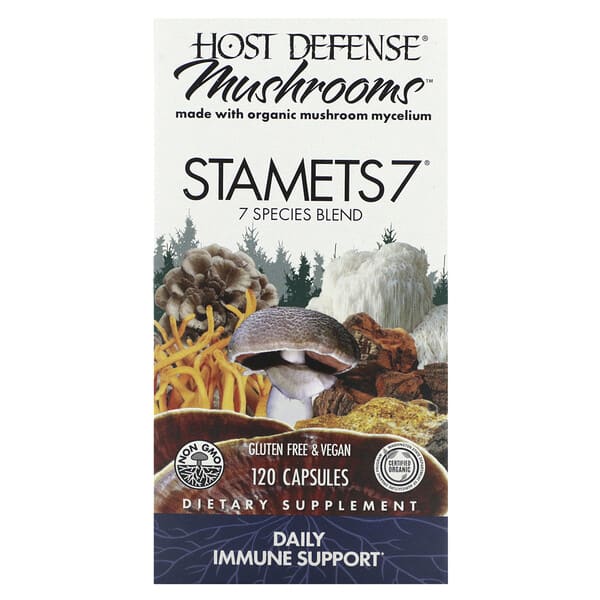 HOST DEFENSE®
Mushrooms™
made with organic mushroom mycelium
STAMETS 7®
7 SPECIES BLEND
GLUTEN FREE & VEGAN
NON GMO
120 CAPSULES
CERTIFIED
ORGANIC
DIETARY SUPPLEMENT
DAILY
IMMUNE SUPPORT*